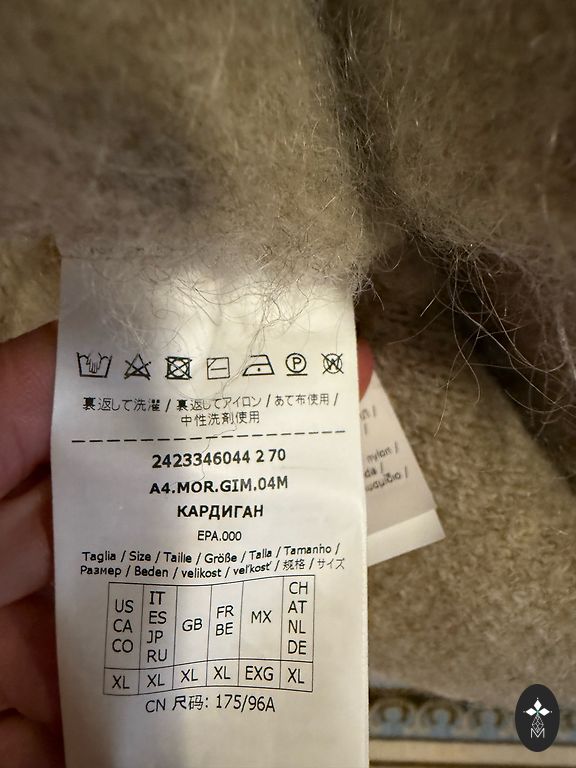 裏返して洗濯 / 裏返してアイロン / あて布使用 /
中性洗剤使用
2423346044 2 70
A4.MOR.GIM.04M
КАРДИГАН
EPA.000
Taglia / Size / Taille / Größe / Talla / Tamanho /
Размер / Beden / velikost / veľkosť / 规格 / サイズ
US CA CO
IT ES JP RU
GB
FR BE
MX
CH AT NL DE
XL XL XL XL EXG XL
CN 尺码: 175/96A
nylon /
M